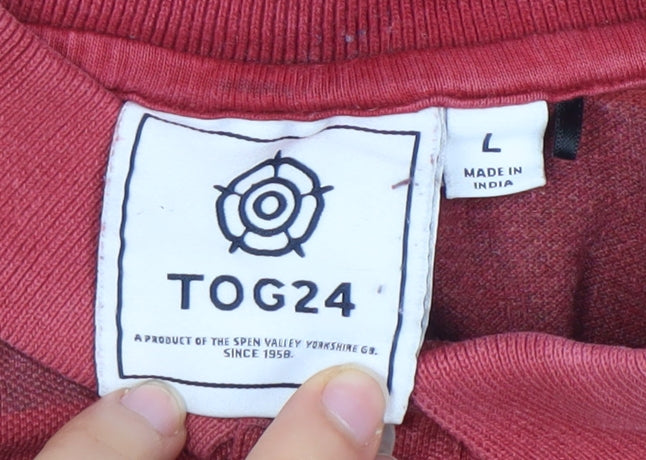 TOG24
A PRODUCT OF THE SPEN VALLEY YORKSHIRE GB.
SINCE 1958.
L
MADE IN
INDIA